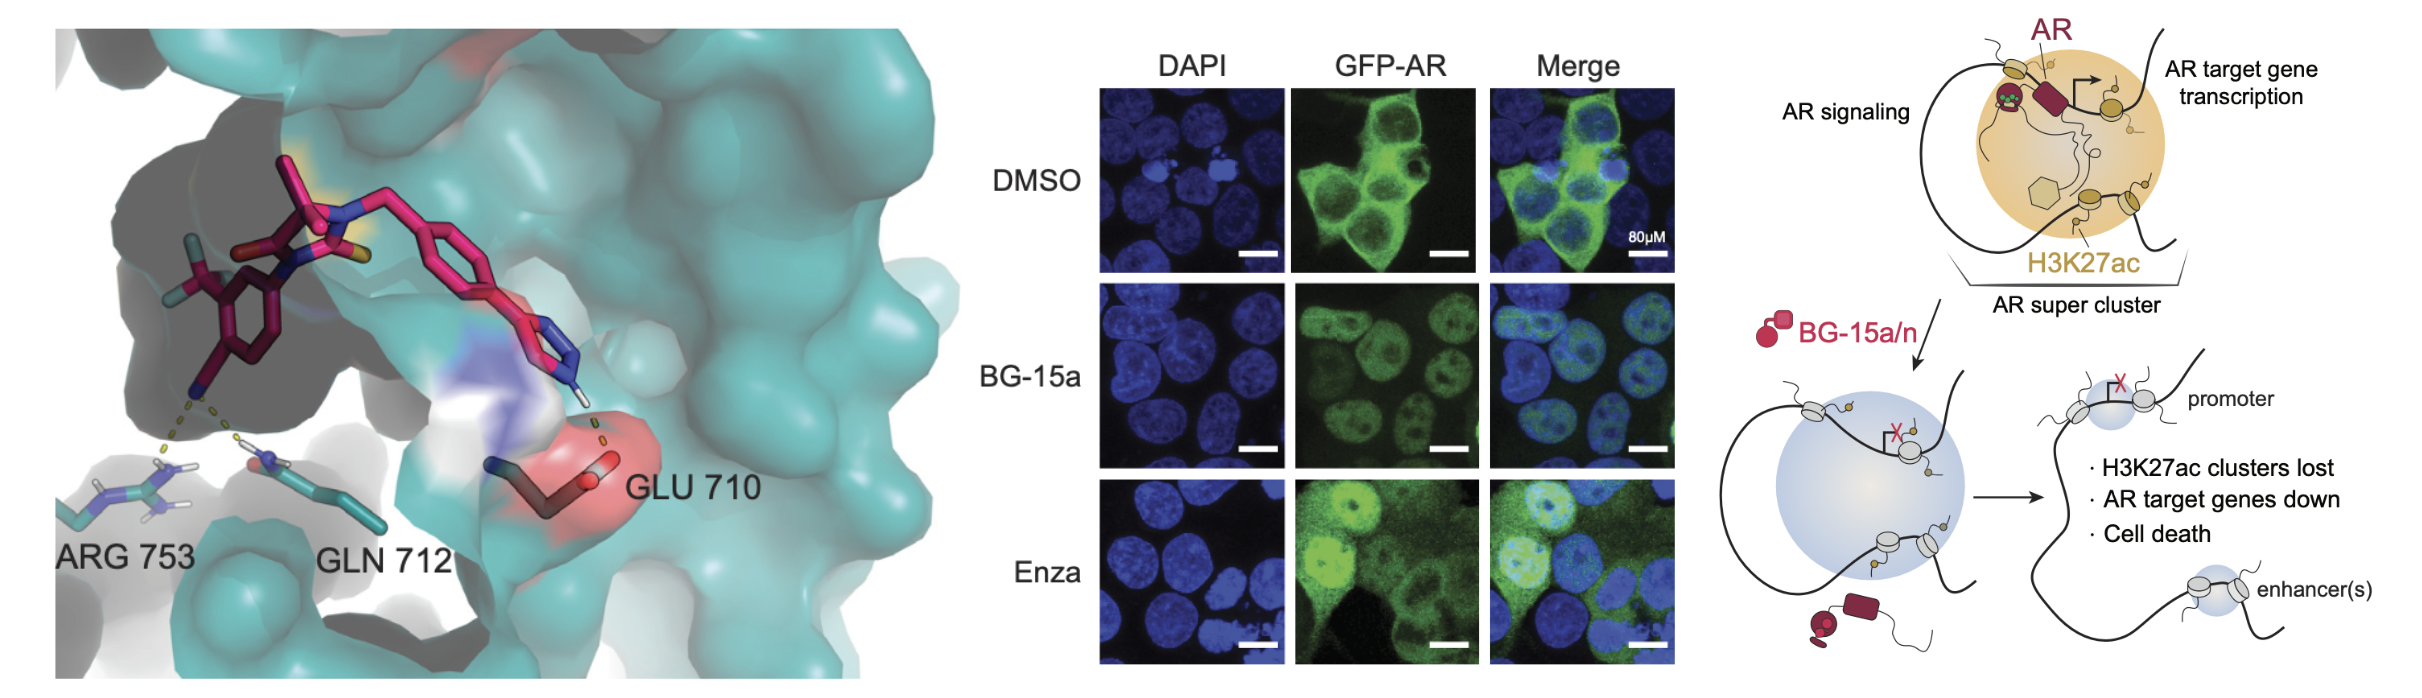 ARG 753
GLN 712
GLU 710
DAPI
GFP-AR
Merge
DMSO
80µM
BG-15a
Enza
AR
AR signaling
AR target gene
transcription
H3K27ac
AR super cluster
BG-15a/n
promoter
· H3K27ac clusters lost
· AR target genes down
· Cell death
enhancer(s)